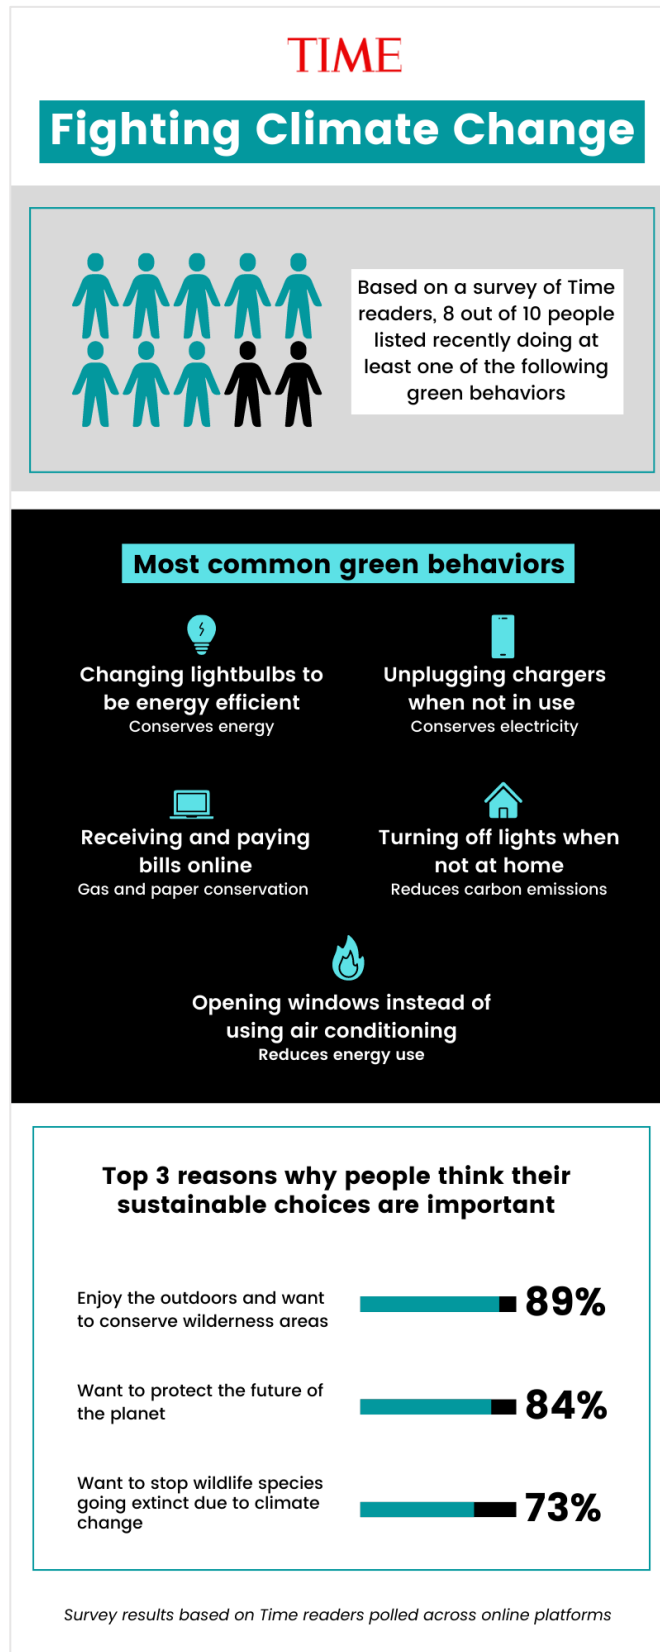 TIME
Fighting Climate Change
Based on a survey of Time
readers, 8 out of 10 people
listed recently doing at
least one of the following
green behaviors
Most common green behaviors
Changing lightbulbs to
be energy efficient
Conserves energy
Unplugging chargers
when not in use
Conserves electricity
Receiving and paying
bills online
Gas and paper conservation
Turning off lights when
not at home
Reduces carbon emissions
Opening windows instead of
using air conditioning
Reduces energy use
Top 3 reasons why people think their
sustainable choices are important
Enjoy the outdoors and want
to conserve wilderness areas
89%
Want to protect the future of
the planet
84%
Want to stop wildlife species
going extinct due to climate
change
73%
Survey results based on Time readers polled across online platforms